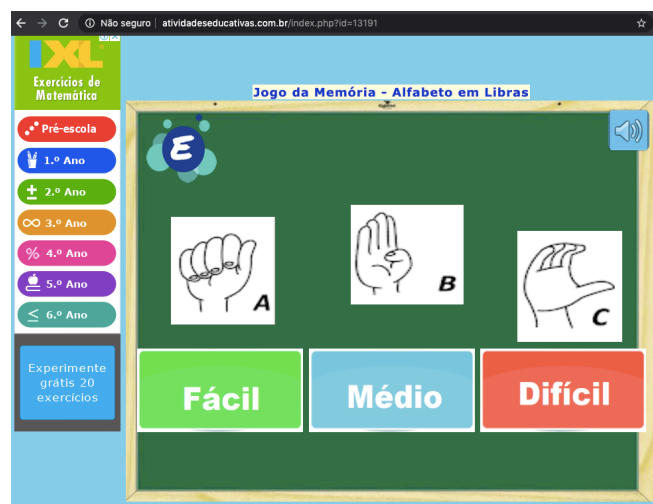 Não seguro | atividadeseducativas.com.br/index.php?id=13191
IXL
Exercícios de
Matemática
Pré-escola
1.º Ano
2.º Ano
3.º Ano
4.º Ano
5.º Ano
6.º Ano
Experimente
grátis 20
exercícios
Jogo da Memória - Alfabeto em Libras
E
A
B
C
Fácil
Médio
Difícil